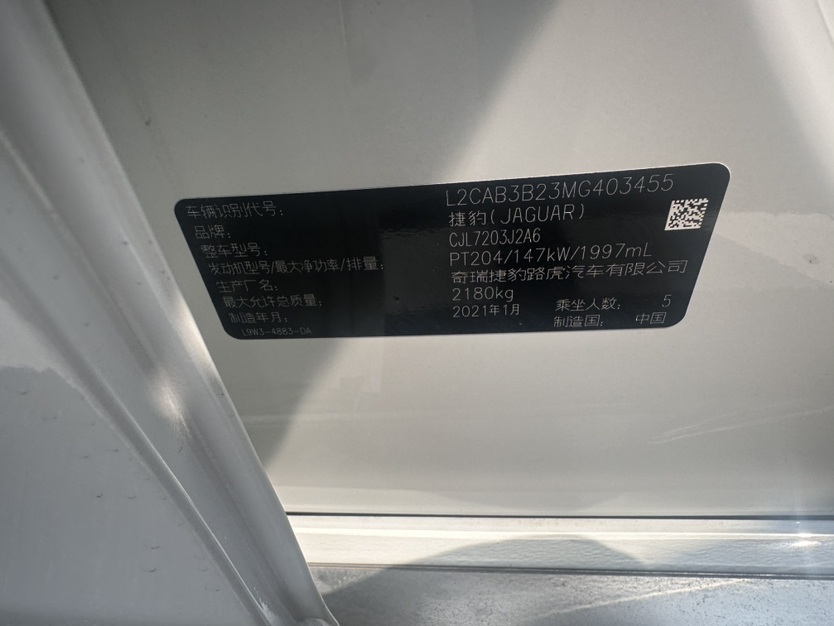 车辆识别代号: L2CAB3B23MG403455
品牌: 捷豹(JAGUAR)
整车型号: CJL7203J2A6
发动机型号/最大净功率/排量: PT204/147kW/1997mL
生产厂名: 奇瑞捷豹路虎汽车有限公司
最大允许总质量: 2180kg 乘坐人数: 5
制造年月: 2021年1月 制造国: 中国
L9W3-4883-DA